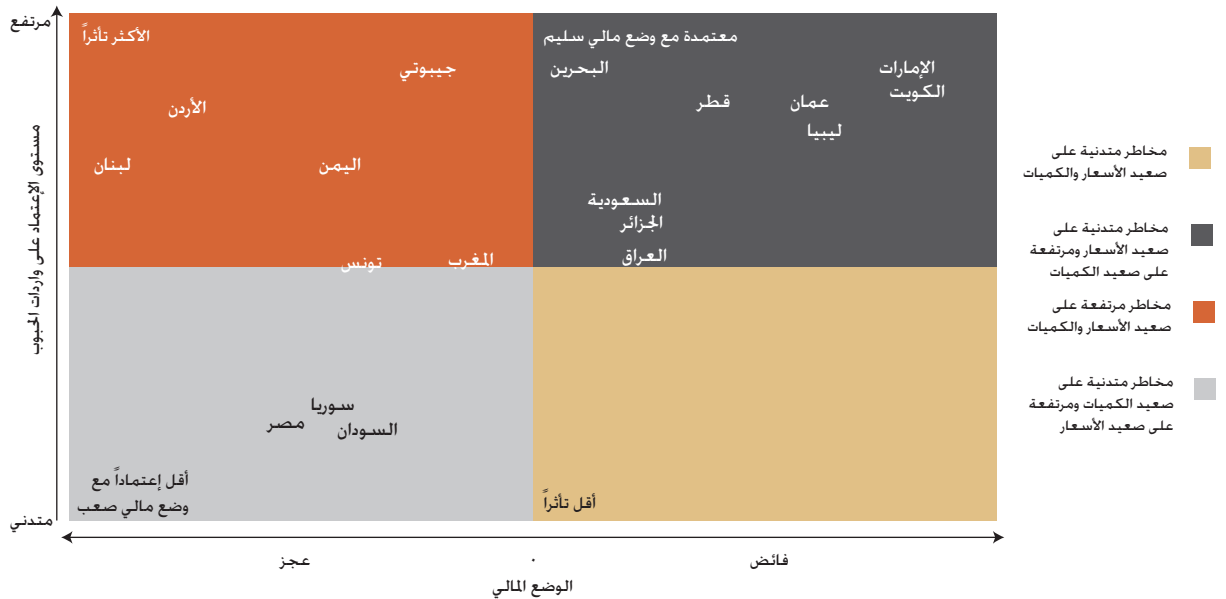 مرتفع
مستوى الإعتماد على واردات الحبوب
متدني
الأكثر تأثراً
جيبوتي
الأردن
لبنان
اليمن
تونس
المغرب
معتمدة مع وضع مالي سليم
البحرين
الإمارات
الكويت
قطر
عمان
ليبيا
السعودية
الجزائر
العراق
سوريا
مصر
السودان
أقل إعتماداً مع
وضع مالي صعب
أقل تأثراً
عجز
.
فائض
الوضع المالي
مخاطر متدنية على
صعيد الأسعار والكميات
مخاطر متدنية على
صعيد الأسعار ومرتفعة
على صعيد الكميات
مخاطر مرتفعة على
صعيد الأسعار والكميات
مخاطر متدنية على
صعيد الكميات ومرتفعة
على صعيد الأسعار